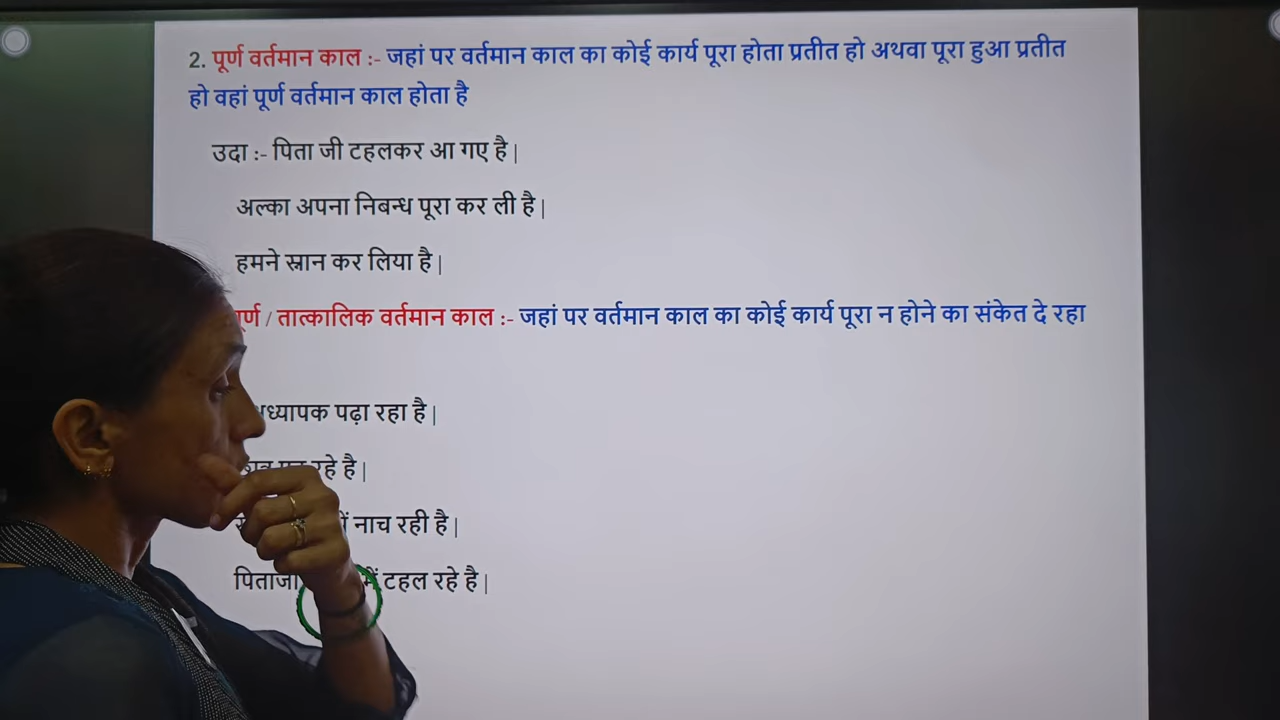 2. पूर्ण वर्तमान काल :- जहां पर वर्तमान काल का कोई कार्य पूरा होता प्रतीत हो अथवा पूरा हुआ प्रतीत
हो वहां पूर्ण वर्तमान काल होता है
उदा :- पिता जी टहलकर आ गए है |
अल्का अपना निबन्ध पूरा कर ली है |
हमने स्नान कर लिया है |
/ तात्कालिक वर्तमान काल :- जहां पर वर्तमान काल का कोई कार्य पूरा न होने का संकेत दे रहा
पढ़ा रहा है |
रहे है |
नाच रही है |
में टहल रहे है |